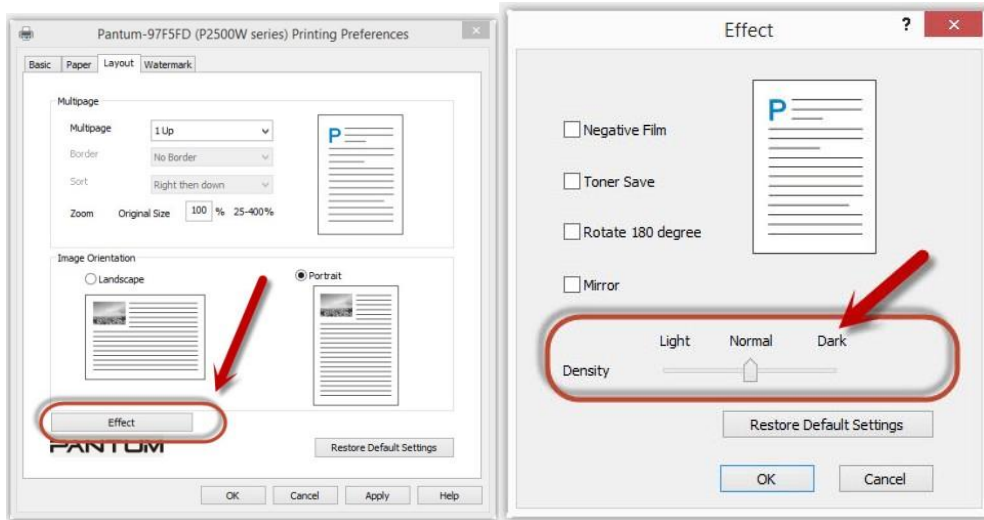 Pantum-97F5FD (P2500W series) Printing Preferences
Basic Paper Layout Watermark
Multipage
Multipage 1 Up
Border No Border
Sort Right then down
Zoom Original Size 100 % 25-400%
P
Image Orientation
Landscape Portrait
Effect
PANTUM
Restore Default Settings
OK Cancel Apply Help
Effect ?
P
Negative Film
Toner Save
Rotate 180 degree
Mirror
Light Normal Dark
Density
Restore Default Settings
OK Cancel